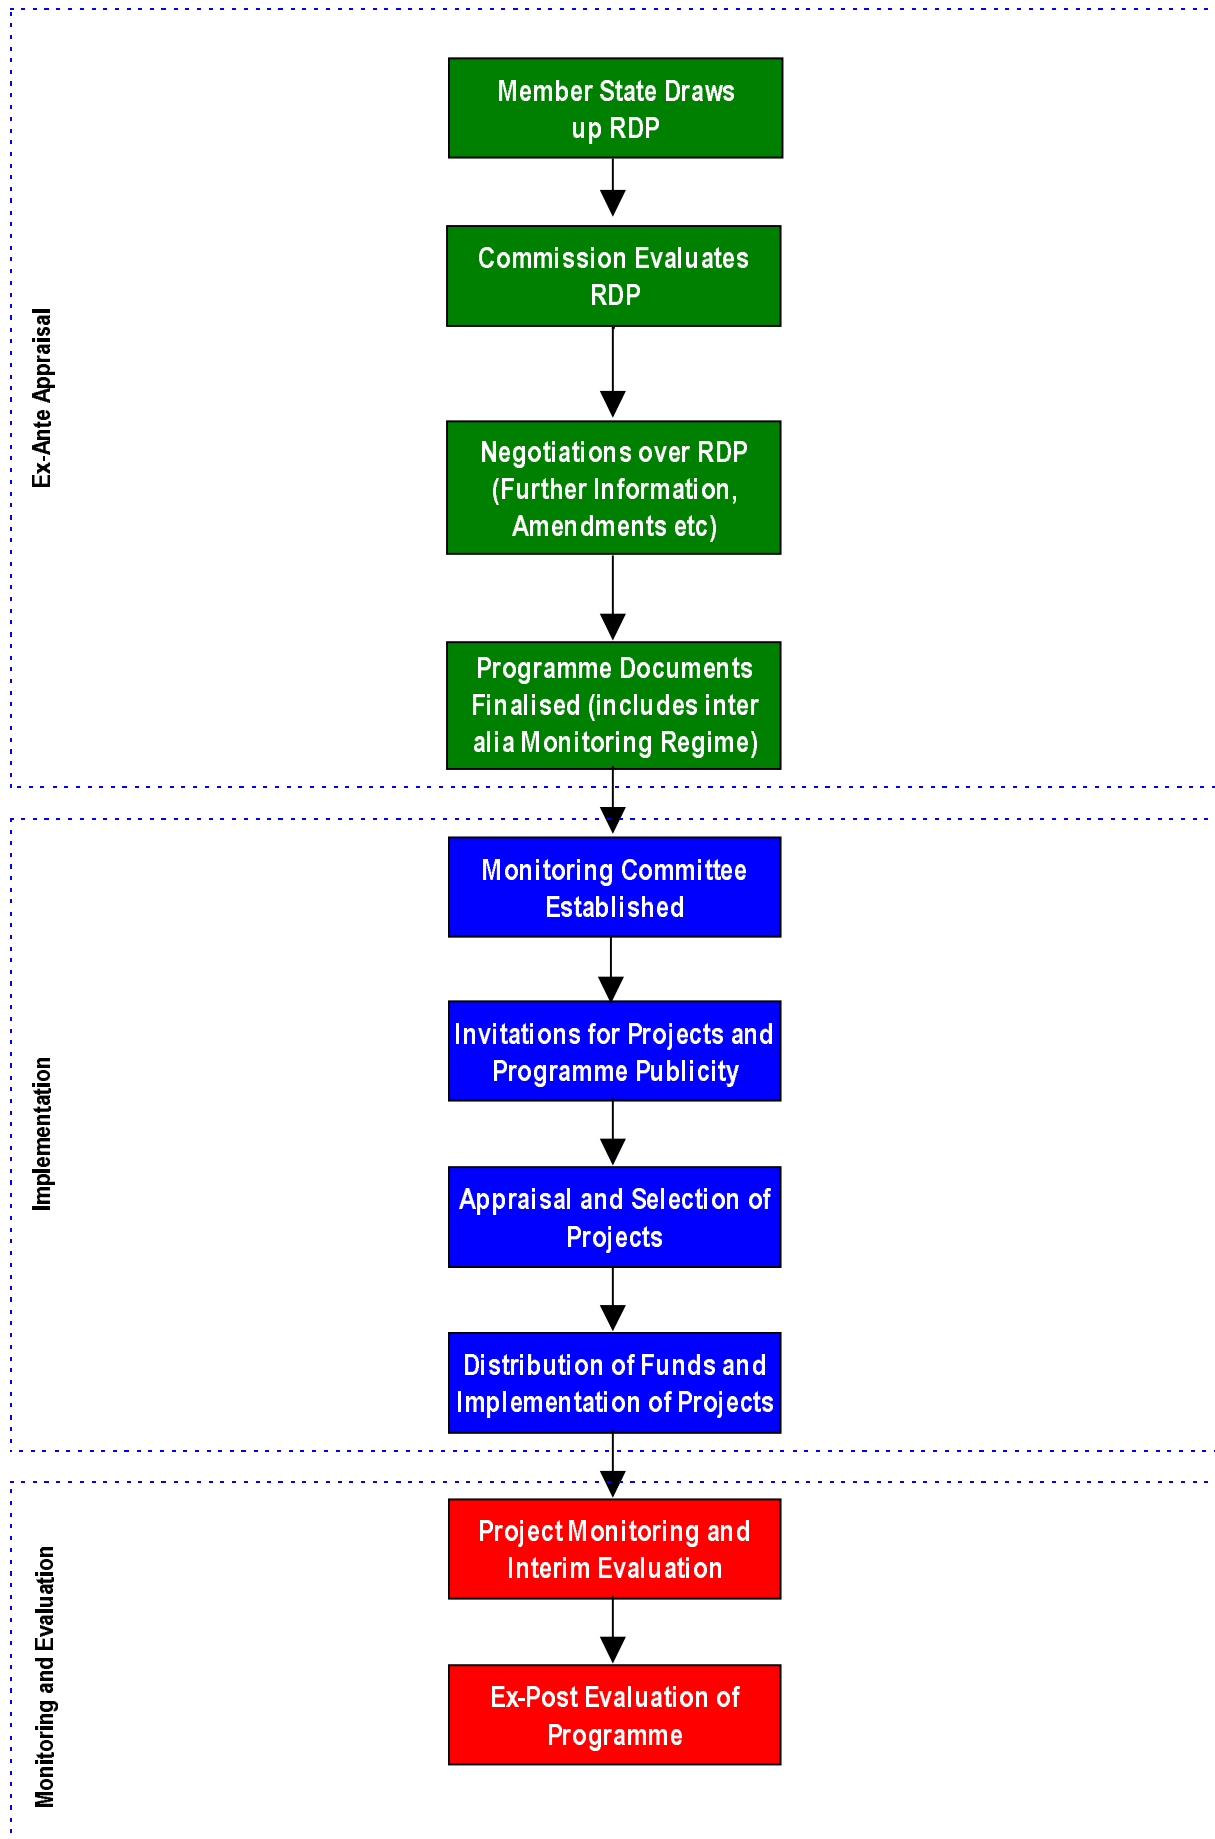 Ex-Ante Appraisal
Member State Draws
up RDP
Commission Evaluates
RDP
Negotiations over RDP
(Further Information,
Amendments etc)
Programme Documents
Finalised (includes inter
alia Monitoring Regime)
Implementation
Monitoring Committee
Established
Invitations for Projects and
Programme Publicity
Appraisal and Selection of
Projects
Distribution of Funds and
Implementation of Projects
Monitoring and Evaluation
Project Monitoring and
Interim Evaluation
Ex-Post Evaluation of
Programme